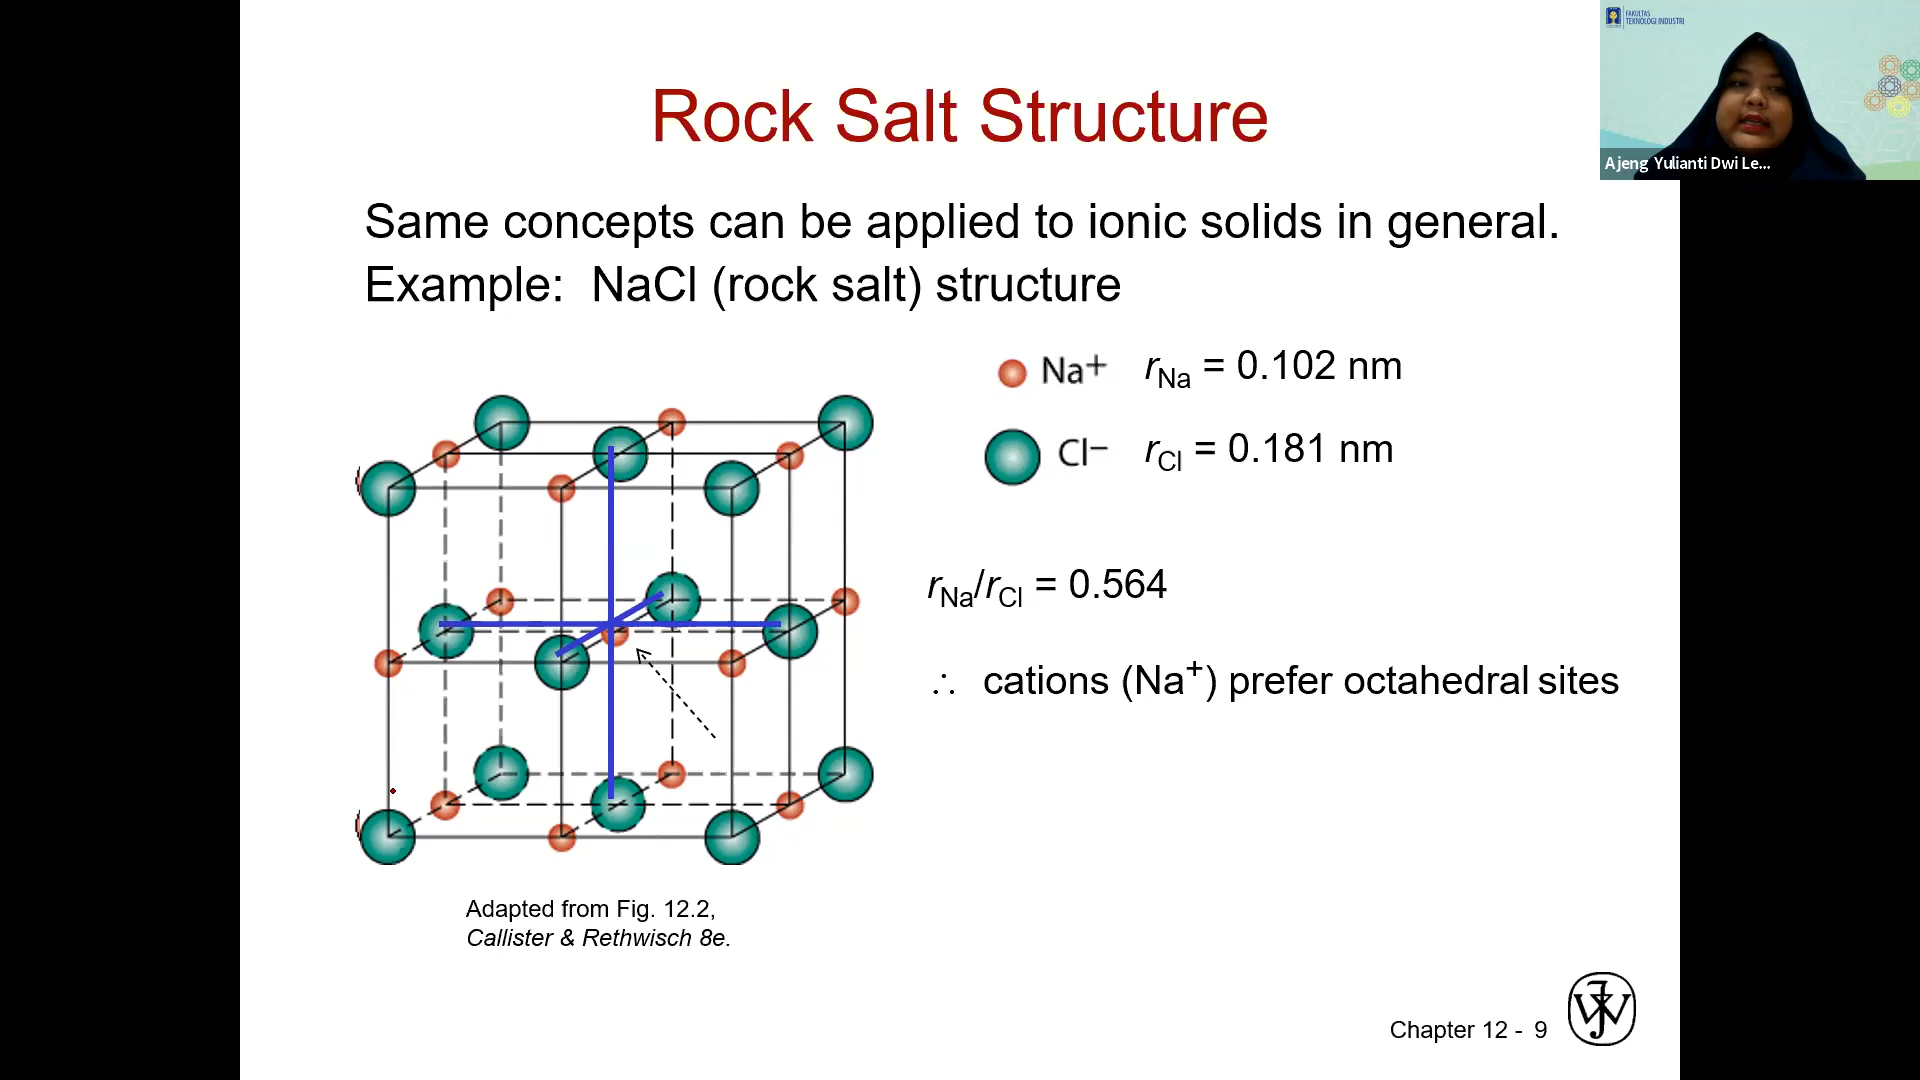 FAKULTAS
TEKNOLOGI INDUSTRI
Ajeng Yulianti Dwi Le...
Rock Salt Structure
Same concepts can be applied to ionic solids in general.
Example: NaCl (rock salt) structure
Na⁺ rNa = 0.102 nm
Cl⁻ rCl = 0.181 nm
rNa/rCl = 0.564
∴ cations (Na⁺) prefer octahedral sites
Adapted from Fig. 12.2,
Callister & Rethwisch 8e.
Chapter 12 - 9